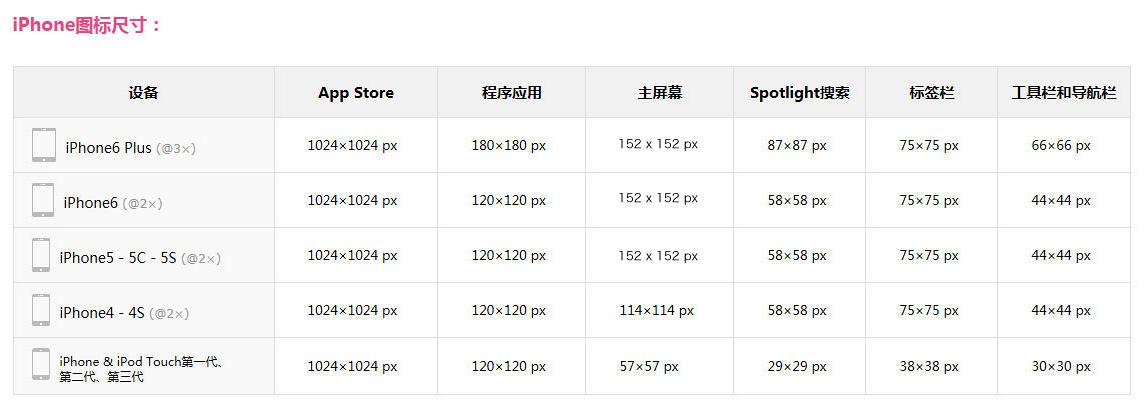 iPhone图标尺寸：
设备 App Store 程序应用 主屏幕 Spotlight搜索 标签栏 工具栏和导航栏
iPhone6 Plus (@3×) 1024×1024 px 180×180 px 152 x 152 px 87×87 px 75×75 px 66×66 px
iPhone6 (@2×) 1024×1024 px 120×120 px 152 x 152 px 58×58 px 75×75 px 44×44 px
iPhone5 - 5C - 5S (@2×) 1024×1024 px 120×120 px 152 x 152 px 58×58 px 75×75 px 44×44 px
iPhone4 - 4S (@2×) 1024×1024 px 120×120 px 114×114 px 58×58 px 75×75 px 44×44 px
iPhone & iPod Touch第一代、
第二代、第三代 1024×1024 px 120×120 px 57×57 px 29×29 px 38×38 px 30×30 px